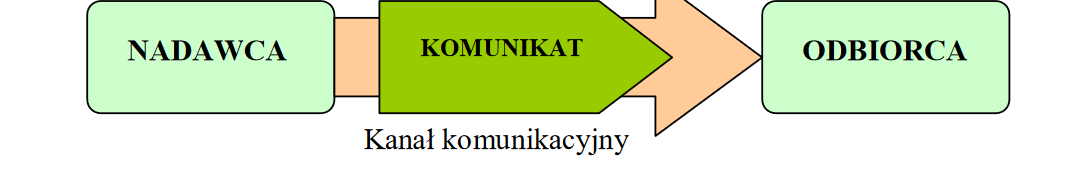 NADAWCA KOMUNIKAT ODBIORCA
Kanał komunikacyjny